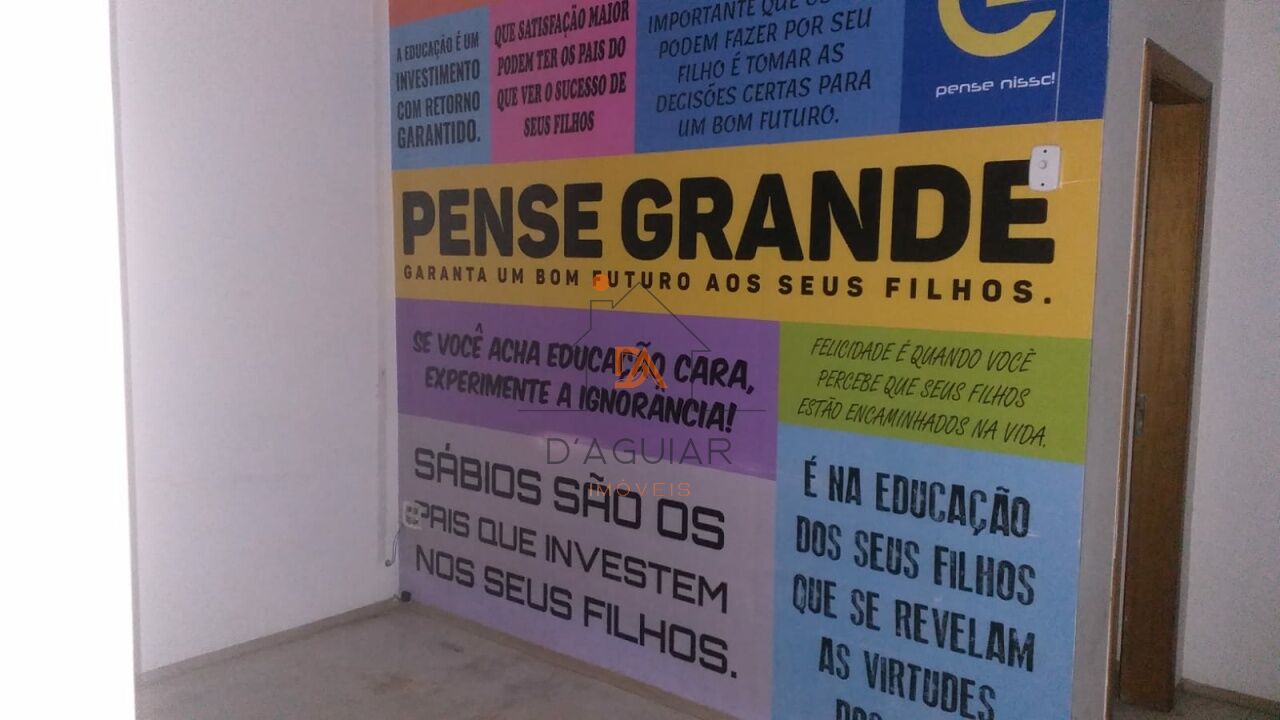 A EDUCAÇÃO É UM
INVESTIMENTO
COM RETORNO
GARANTIDO.
QUE SATISFAÇÃO MAIOR
PODEM TER OS PAIS DO
QUE VER O SUCESSO DE
SEUS FILHOS
IMPORTANTE QUE OS
PODEM FAZER POR SEU
FILHO É TOMAR AS
DECISÕES CERTAS PARA
UM BOM FUTURO.
pense nisso!
PENSE GRANDE
GARANTA UM BOM FUTURO AOS SEUS FILHOS.
SE VOCÊ ACHA EDUCAÇÃO CARA,
EXPERIMENTE A IGNORÂNCIA!
FELICIDADE É QUANDO VOCÊ
PERCEBE QUE SEUS FILHOS
ESTÃO ENCAMINHADOS NA VIDA.
SÁBIOS SÃO OS
PAIS QUE INVESTEM
NOS SEUS FILHOS.
É NA EDUCAÇÃO
DOS SEUS FILHOS
QUE SE REVELAM
AS VIRTUDES
DA
D'AGUIAR
IMÓVEIS